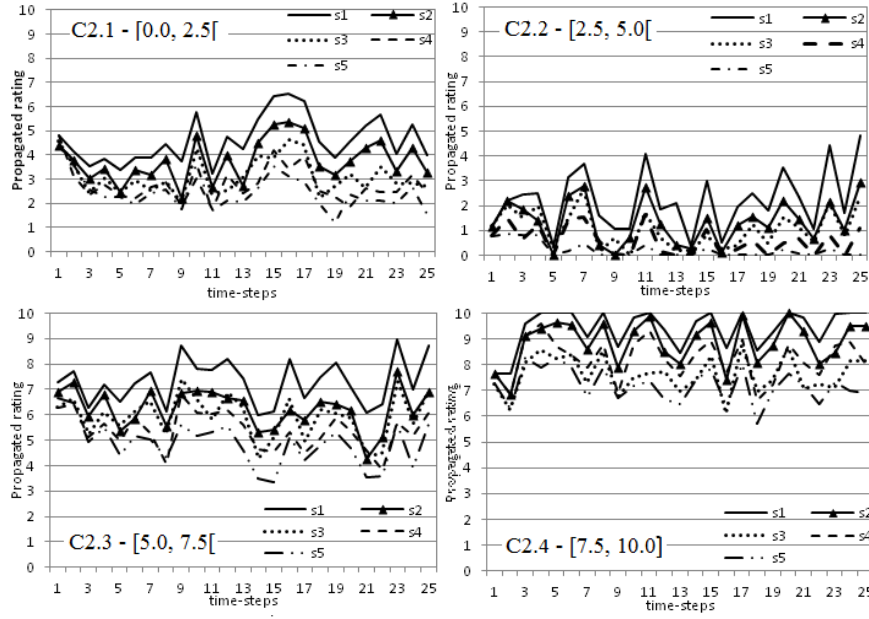 C2.1 - [0.0, 2.5[
s1 s2
s3 s4
s5
Propagated rating
10
9
8
7
6
5
4
3
2
1
0
1 3 5 7 9 11 13 15 17 19 21 23 25
time-steps
C2.2 - [2.5, 5.0[
s1 s2
s3 s4
s5
Propagated rating
10
9
8
7
6
5
4
3
2
1
0
1 3 5 7 9 11 13 15 17 19 21 23 25
time-steps
Propagated rating
10
9
8
7
6
5
4
3
2
1
0
C2.3 - [5.0, 7.5[
s1 s2
s3 s4
s5
1 3 5 7 9 11 13 15 17 19 21 23 25
time-steps
Propagated rating
10
9
8
7
6
5
4
3
2
1
0
C2.4 - [7.5, 10.0]
s1 s2
s3 s4
s5
1 3 5 7 9 11 13 15 17 19 21 23 25
time-steps